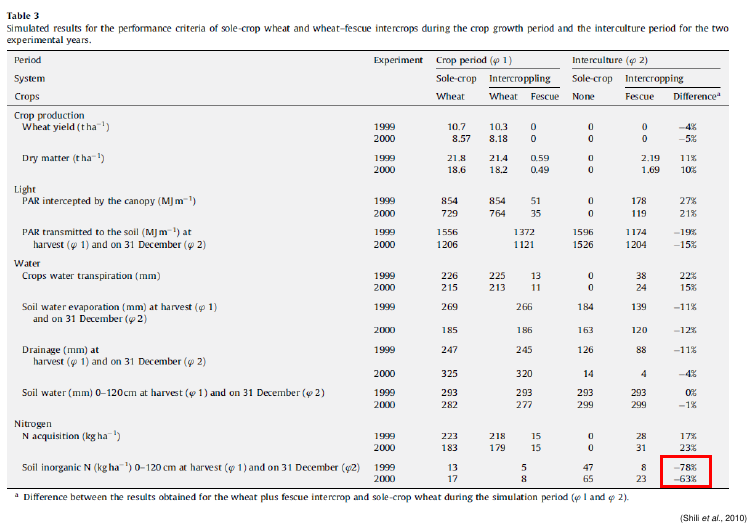 Table 3
Simulated results for the performance criteria of sole-crop wheat and wheat–fescue intercrops during the crop growth period and the interculture period for the two
experimental years.
Period Experiment Crop period (φ 1) Interculture (φ 2)
System Sole-crop Intercroppling Sole-crop Intercropping
Crops Wheat Wheat Fescue None Fescue Differenceᵃ
Crop production
Wheat yield (t ha⁻¹) 1999 10.7 10.3 0 0 0 −4%
2000 8.57 8.18 0 0 0 −5%
Dry matter (t ha⁻¹) 1999 21.8 21.4 0.59 0 2.19 11%
2000 18.6 18.2 0.49 0 1.69 10%
Light
PAR intercepted by the canopy (MJ m⁻¹) 1999 854 854 51 0 178 27%
2000 729 764 35 0 119 21%
PAR transmitted to the soil (MJ m⁻¹) at 1999 1556 1372 1596 1174 −19%
harvest (φ 1) and on 31 December (φ 2) 2000 1206 1121 1526 1204 −15%
Water
Crops water transpiration (mm) 1999 226 225 13 0 38 22%
2000 215 213 11 0 24 15%
Soil water evaporation (mm) at harvest (φ 1) 1999 269 266 184 139 −11%
and on 31 December (φ 2)
2000 185 186 163 120 −12%
Drainage (mm) at 1999 247 245 126 88 −11%
harvest (φ 1) and on 31 December (φ 2)
2000 325 320 14 4 −4%
Soil water (mm) 0–120 cm at harvest (φ 1) and on 31 December (φ 2) 1999 293 293 293 293 0%
2000 282 277 299 299 −1%
Nitrogen
N acquisition (kg ha⁻¹) 1999 223 218 15 0 28 17%
2000 183 179 15 0 31 23%
Soil inorganic N (kg ha⁻¹) 0–120 cm at harvest (φ 1) and on 31 December (φ2) 1999 13 5 47 8 −78%
2000 17 8 65 23 −63%
ᵃ Difference between the results obtained for the wheat plus fescue intercrop and sole-crop wheat during the simulation period (φ 1 and φ 2).
(Shili et al., 2010)